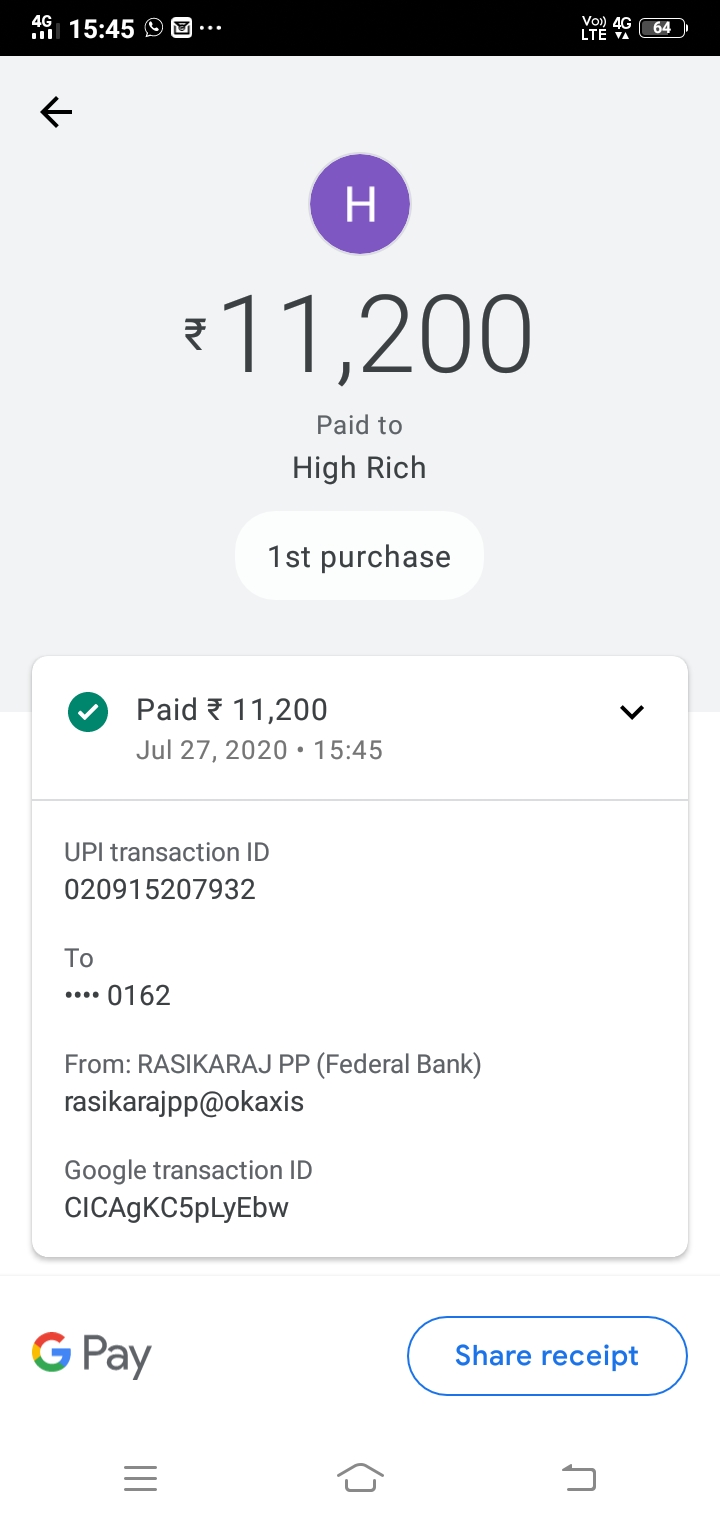 4G 15:45 ...
Vo)) LTE 4G 64
H
₹11,200
Paid to
High Rich
1st purchase
Paid ₹ 11,200
Jul 27, 2020 • 15:45
UPI transaction ID
020915207932
To
•••• 0162
From: RASIKARAJ PP (Federal Bank)
rasikarajpp@okaxis
Google transaction ID
CICAgKC5pLyEbw
G Pay
Share receipt